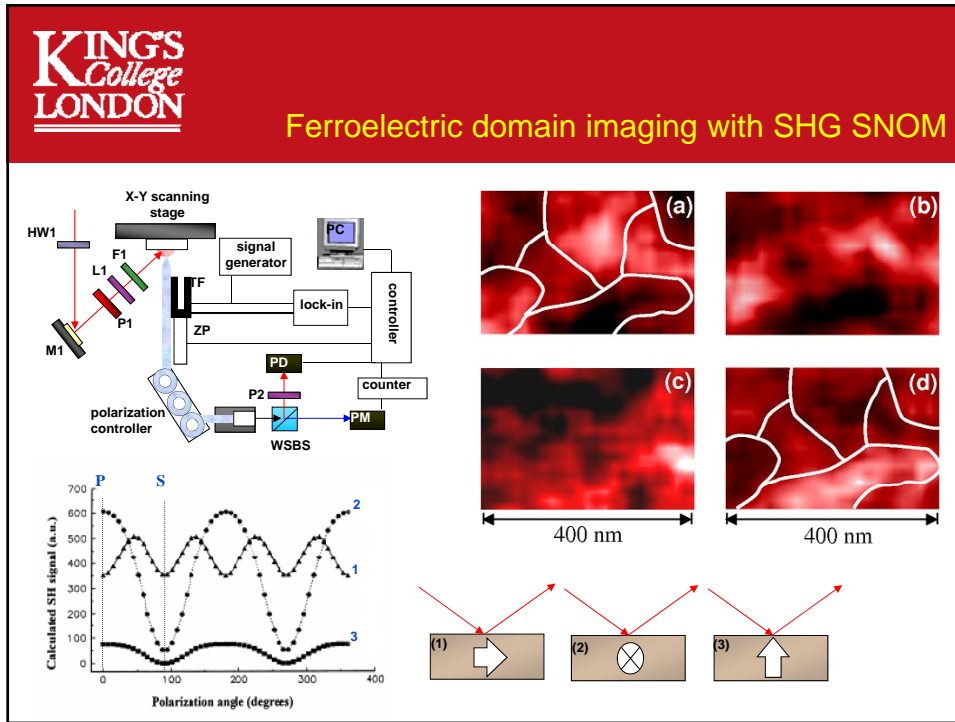 KING'S
College
LONDON
Ferroelectric domain imaging with SHG SNOM
X-Y scanning
stage
HW1
F1
L1
P1
M1
signal
generator
PC
TF
lock-in
controller
ZP
PD
counter
P2
PM
polarization
controller
WSBS
(a)
(b)
(c)
(d)
400 nm
400 nm
P
S
Calculated SH signal (a.u.)
700
600
500
400
300
200
100
0
2
1
3
0
100
200
300
400
Polarization angle (degrees)
(1)
(2)
(3)